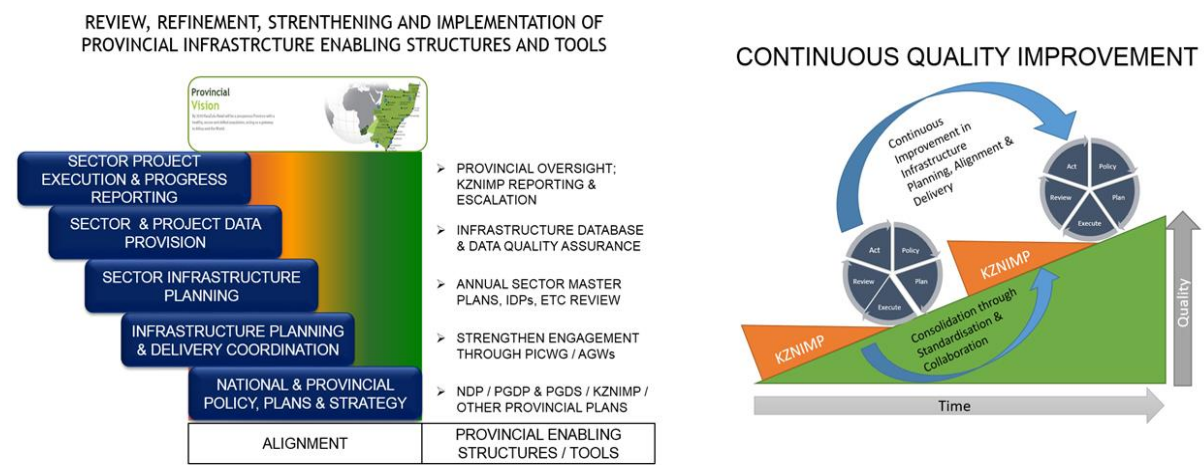 REVIEW, REFINEMENT, STRENTHENING AND IMPLEMENTATION OF
PROVINCIAL INFRASTRCTURE ENABLING STRUCTURES AND TOOLS
Provincial
Vision
SECTOR PROJECT
EXECUTION & PROGRESS
REPORTING
SECTOR & PROJECT DATA
PROVISION
SECTOR INFRASTRUCTURE
PLANNING
INFRASTRUCTURE PLANNING
& DELIVERY COORDINATION
NATIONAL & PROVINCIAL
POLICY, PLANS & STRATEGY
➢ PROVINCIAL OVERSIGHT;
KZNIMP REPORTING &
ESCALATION
➢ INFRASTRUCTURE DATABASE
& DATA QUALITY ASSURANCE
➢ ANNUAL SECTOR MASTER
PLANS, IDPs, ETC REVIEW
➢ STRENGTHEN ENGAGEMENT
THROUGH PICWG / AGWs
➢ NDP / PGDP & PGDS / KZNIMP /
OTHER PROVINCIAL PLANS
ALIGNMENT
PROVINCIAL ENABLING
STRUCTURES / TOOLS
CONTINUOUS QUALITY IMPROVEMENT
Continuous
Improvement in
Infrastructure
Planning, Alignment &
Delivery
Act
Policy
Plan
Execute
Review
Act
Policy
Plan
Execute
Review
KZNIMP
KZNIMP
Consolidation through
Standardisation &
Collaboration
Quality
Time